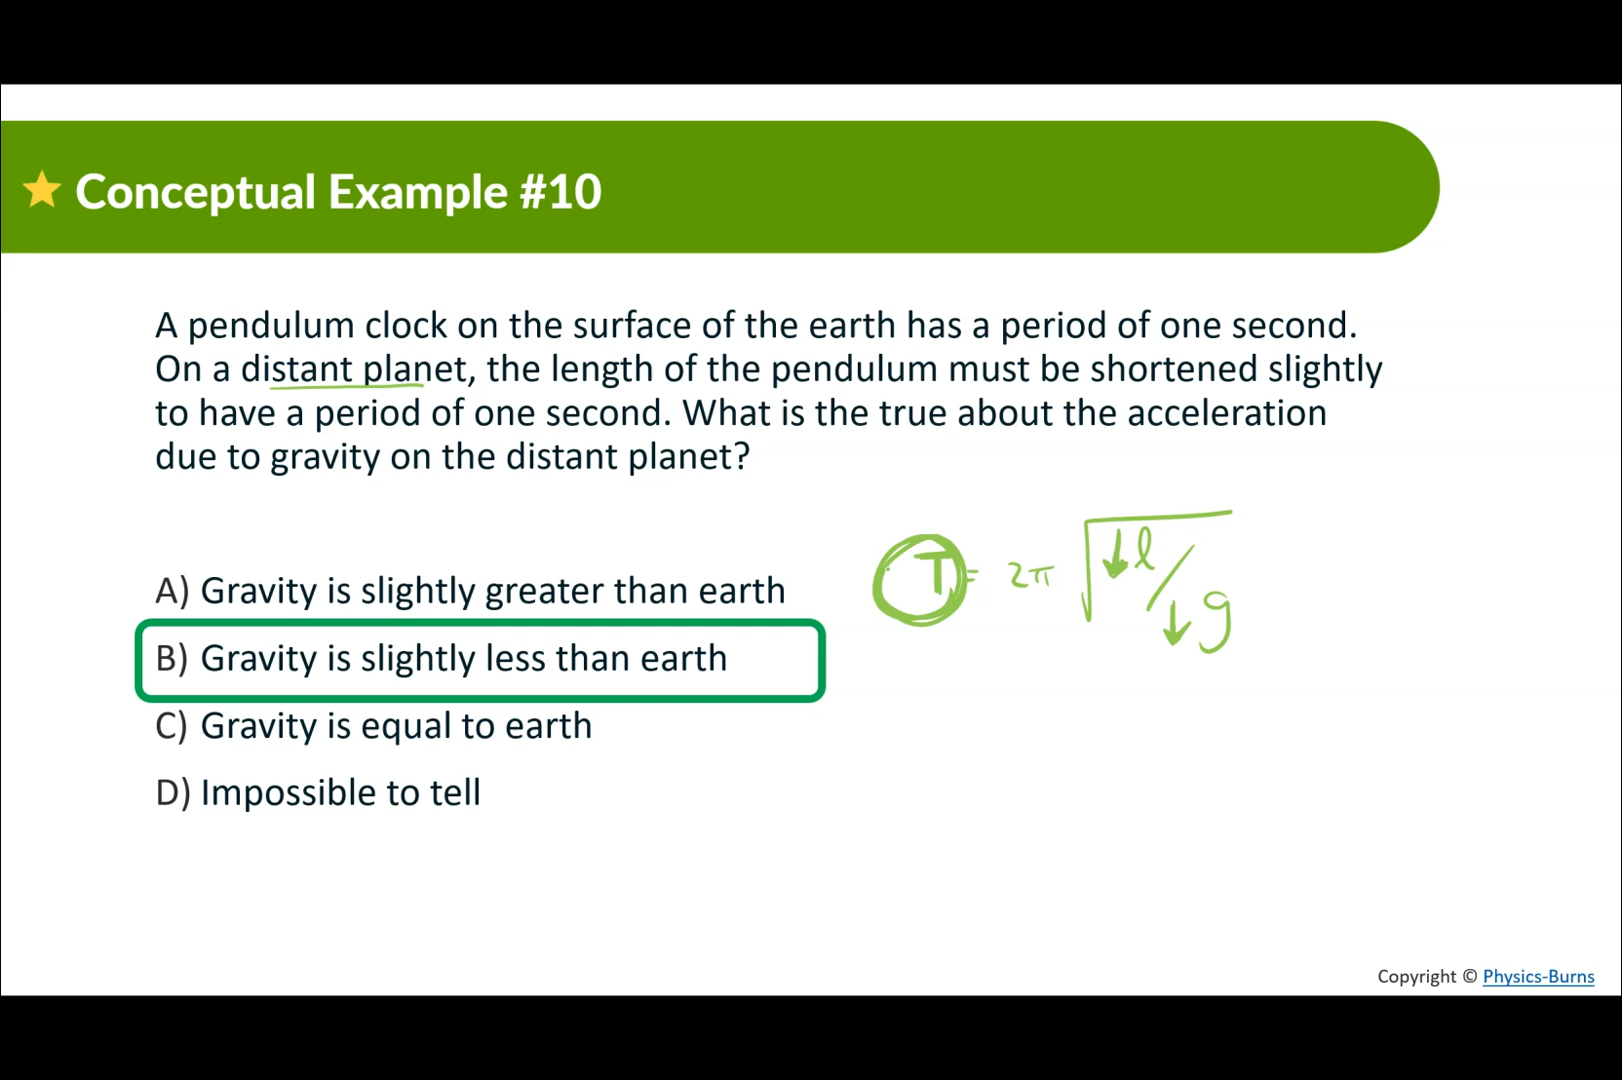 Conceptual Example #10
A pendulum clock on the surface of the earth has a period of one second.
On a distant planet, the length of the pendulum must be shortened slightly
to have a period of one second. What is the true about the acceleration
due to gravity on the distant planet?
A) Gravity is slightly greater than earth
B) Gravity is slightly less than earth
C) Gravity is equal to earth
D) Impossible to tell
T = 2π √↓l/↓g
Copyright © Physics-Burns